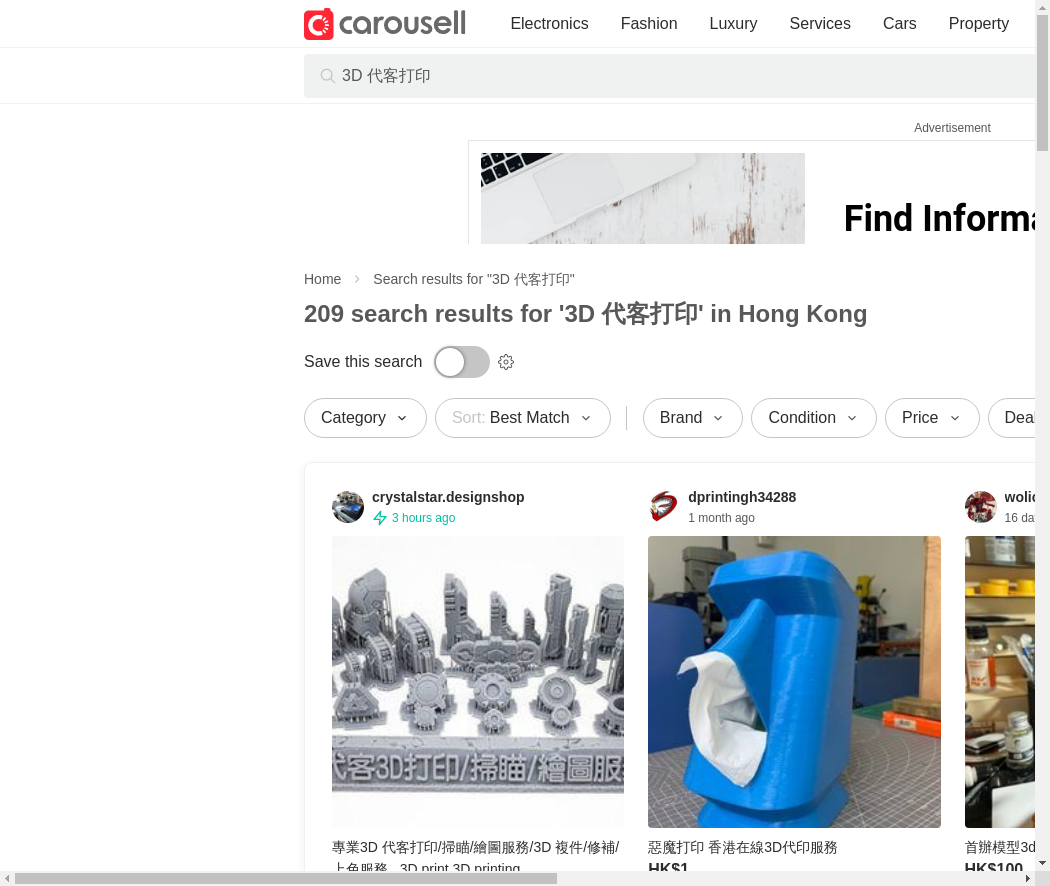 carousell
Electronics Fashion Luxury Services Cars Property
3D 代客打印
Advertisement
Find Informa
Home
Search results for "3D 代客打印"
209 search results for '3D 代客打印' in Hong Kong
Save this search
Category
Sort: Best Match
Brand
Condition
Price
Deal
crystalstar.designshop
3 hours ago
代客3D打印/掃瞄/繪圖服
專業3D 代客打印/掃瞄/繪圖服務/3D 複件/修補/
上色服務 3D print 3D printing
dprintingh34288
1 month ago
惡魔打印 香港在線3D代印服務
HK$1
wolic
16 da
首辦模型3d
HK$100